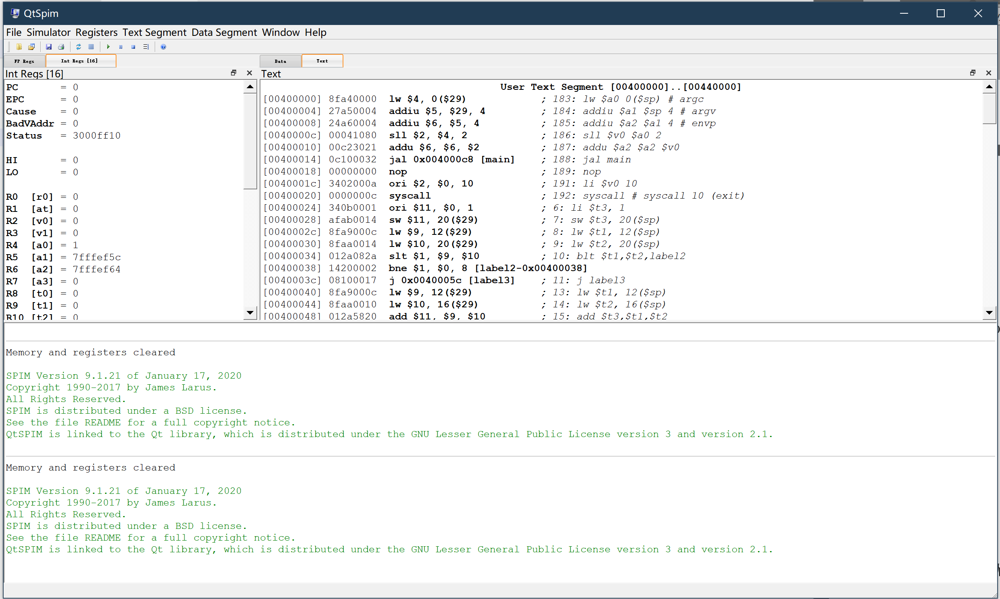 QtSpim
File Simulator Registers Text Segment Data Segment Window Help
FP Regs Int Regs [16]
Data Text
Int Regs [16]
Text
PC = 0
EPC = 0
Cause = 0
BadVAddr = 0
Status = 3000ff10
HI = 0
LO = 0
R0 [r0] = 0
R1 [at] = 0
R2 [v0] = 0
R3 [v1] = 0
R4 [a0] = 1
R5 [a1] = 7fffef5c
R6 [a2] = 7fffef64
R7 [a3] = 0
R8 [t0] = 0
R9 [t1] = 0
R10 [t2] = 0
User Text Segment [00400000]..[00440000]
[00400000] 8fa40000 lw $4, 0($29) ; 183: lw $a0 0($sp) # argc
[00400004] 27a50004 addiu $5, $29, 4 ; 184: addiu $a1 $sp 4 # argv
[00400008] 24a60004 addiu $6, $5, 4 ; 185: addiu $a2 $a1 4 # envp
[0040000c] 00041080 sll $2, $4, 2 ; 186: sll $v0 $a0 2
[00400010] 00c23021 addu $6, $6, $2 ; 187: addu $a2 $a2 $v0
[00400014] 0c100032 jal 0x004000c8 [main] ; 188: jal main
[00400018] 00000000 nop ; 189: nop
[0040001c] 3402000a ori $2, $0, 10 ; 191: li $v0 10
[00400020] 0000000c syscall ; 192: syscall # syscall 10 (exit)
[00400024] 340b0001 ori $11, $0, 1 ; 6: li $t3, 1
[00400028] afab0014 sw $11, 20($29) ; 7: sw $t3, 20($sp)
[0040002c] 8fa9000c lw $9, 12($29) ; 8: lw $t1, 12($sp)
[00400030] 8faa0014 lw $10, 20($29) ; 9: lw $t2, 20($sp)
[00400034] 012a082a slt $1, $9, $10 ; 10: blt $t1,$t2,label2
[00400038] 14200002 bne $1, $0, 8 [label2-0x00400038]
[0040003c] 08100017 j 0x0040005c [label3] ; 11: j label3
[00400040] 8fa9000c lw $9, 12($29) ; 13: lw $t1, 12($sp)
[00400044] 8faa0010 lw $10, 16($29) ; 14: lw $t2, 16($sp)
[00400048] 012a5820 add $11, $9, $10 ; 15: add $t3,$t1,$t2
Memory and registers cleared
SPIM Version 9.1.21 of January 17, 2020
Copyright 1990-2017 by James Larus.
All Rights Reserved.
SPIM is distributed under a BSD license.
See the file README for a full copyright notice.
QtSPIM is linked to the Qt library, which is distributed under the GNU Lesser General Public License version 3 and version 2.1.
Memory and registers cleared
SPIM Version 9.1.21 of January 17, 2020
Copyright 1990-2017 by James Larus.
All Rights Reserved.
SPIM is distributed under a BSD license.
See the file README for a full copyright notice.
QtSPIM is linked to the Qt library, which is distributed under the GNU Lesser General Public License version 3 and version 2.1.